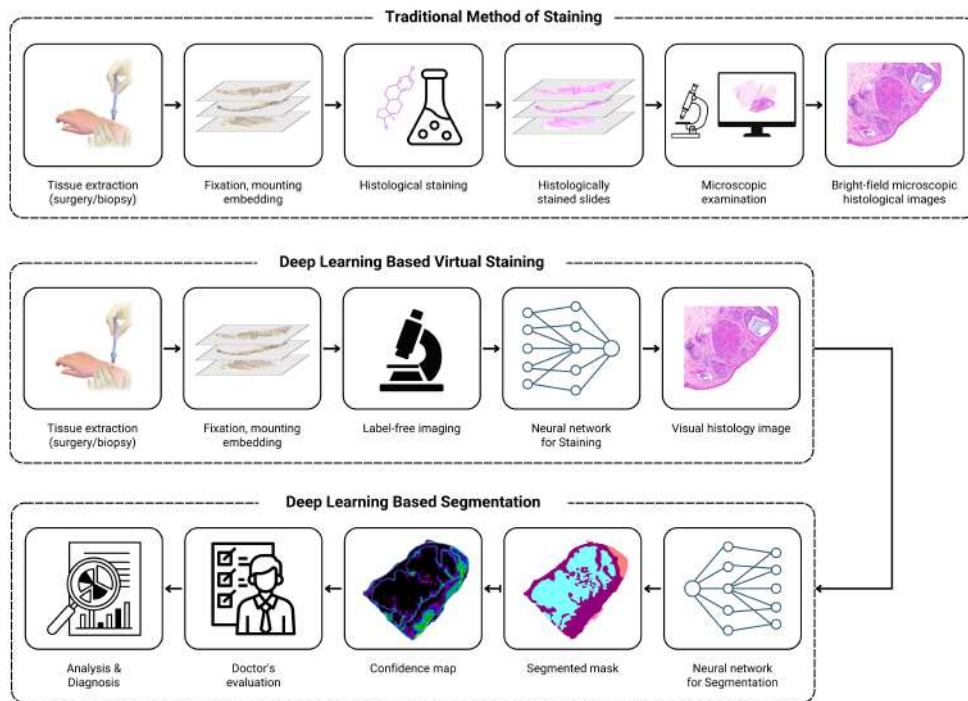 Traditional Method of Staining
Tissue extraction
(surgery/biopsy)
Fixation, mounting
embedding
Histological staining
Histologically
stained slides
Microscopic
examination
Bright-field microscopic
histological images
Deep Learning Based Virtual Staining
Tissue extraction
(surgery/biopsy)
Fixation, mounting
embedding
Label-free imaging
Neural network
for Staining
Visual histology image
Deep Learning Based Segmentation
Analysis &
Diagnosis
Doctor's
evaluation
Confidence map
Segmented mask
Neural network
for Segmentation